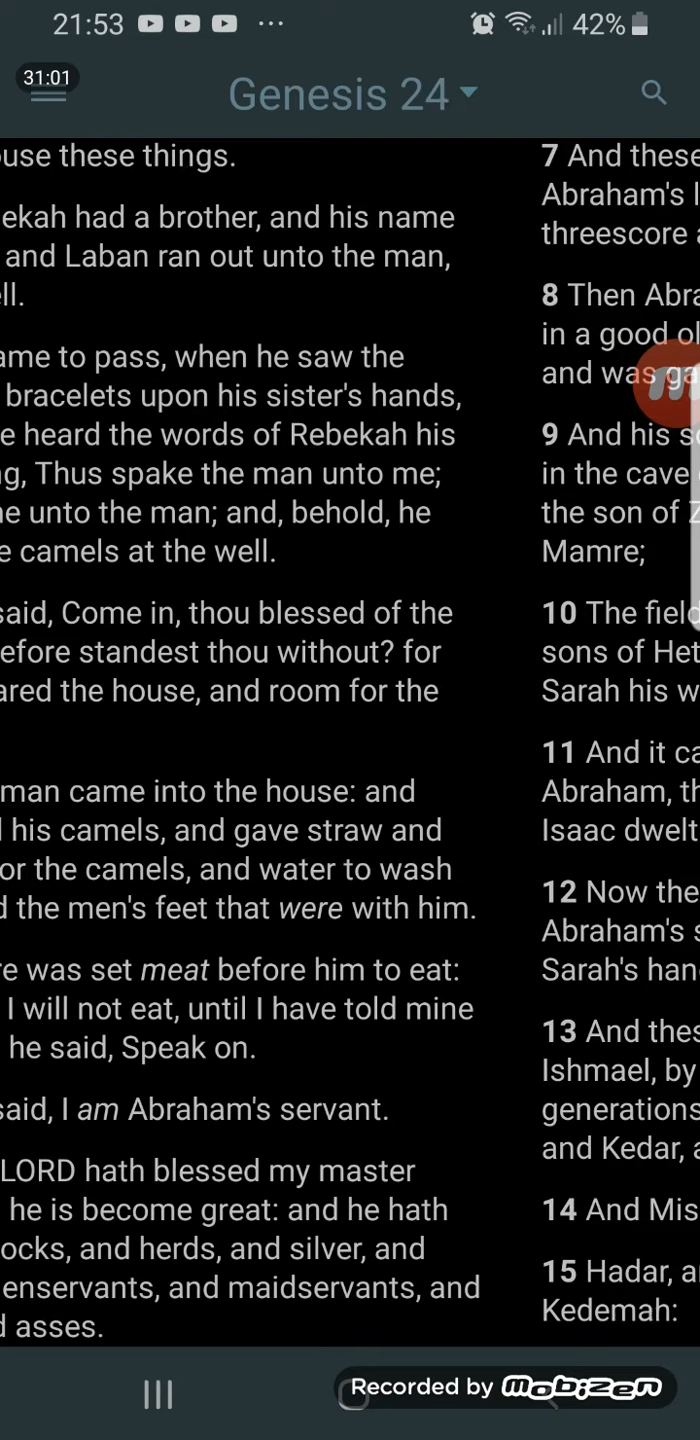 21:53
42%
31:01
Genesis 24
ouse these things.
ekah had a brother, and his name
and Laban ran out unto the man,
ell.
ame to pass, when he saw the
bracelets upon his sister's hands,
e heard the words of Rebekah his
ng, Thus spake the man unto me;
ne unto the man; and, behold, he
e camels at the well.
said, Come in, thou blessed of the
efore standest thou without? for
ared the house, and room for the
man came into the house: and
l his camels, and gave straw and
or the camels, and water to wash
d the men's feet that were with him.
re was set meat before him to eat:
I will not eat, until I have told mine
he said, Speak on.
said, I am Abraham's servant.
LORD hath blessed my master
he is become great: and he hath
ocks, and herds, and silver, and
enservants, and maidservants, and
d asses.
7 And these
Abraham's l
threescore a
8 Then Abra
in a good ol
and was ga
9 And his so
in the cave
the son of Z
Mamre;
10 The field
sons of Het
Sarah his w
11 And it ca
Abraham, th
Isaac dwelt
12 Now the
Abraham's s
Sarah's han
13 And thes
Ishmael, by
generations
and Kedar, a
14 And Mis
15 Hadar, a
Kedemah:
Recorded by Mobizen